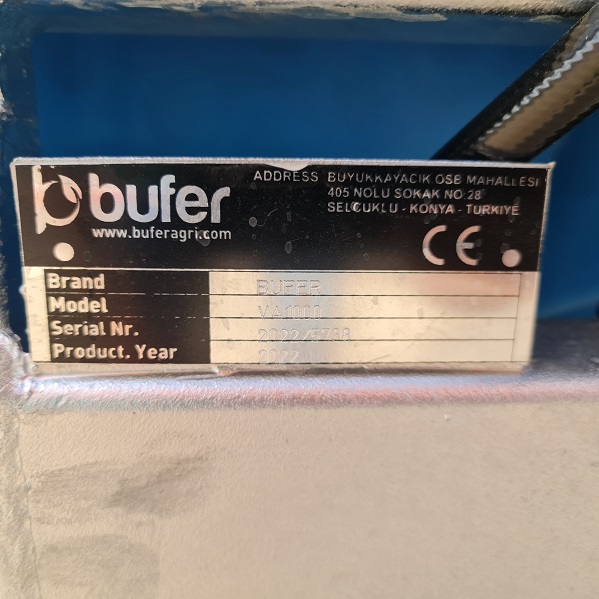 bufer
www.buferagri.com
ADDRESS BUYUKKAYACIK OSB MAHALLESI
405 NOLU SOKAK NO:28
SELCUKLU - KONYA - TURKIYE
CE
Brand BUFER
Model VA1000
Serial Nr.
Product. Year 2022